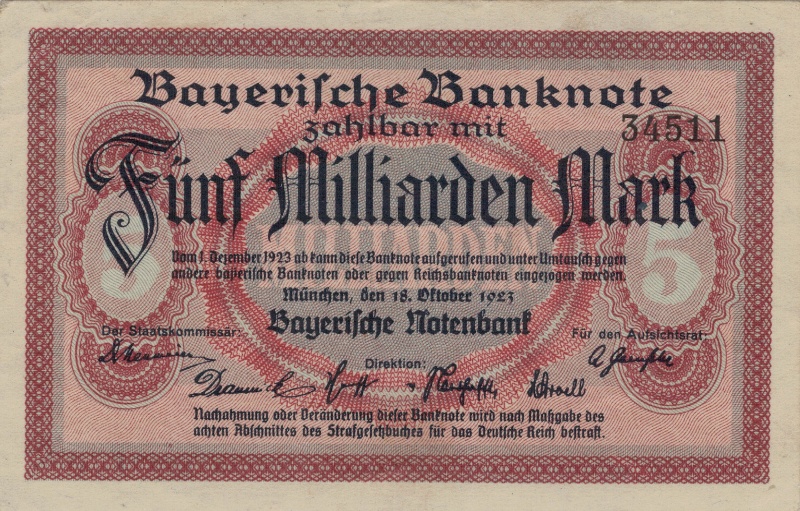 Bayerische Banknote
zahlbar mit
34511
Fünf Milliarden Mark
5 MILLIARDEN 5
Vom 1. Dezember 1923 ab kann diese Banknote aufgerufen und unter Umtausch gegen
andere bayerische Banknoten oder gegen Reichsbanknoten eingezogen werden.
München, den 18. Oktober 1923
Bayerische Notenbank
Der Staatskommissär:
Für den Aufsichtsrat:
Direktion:
Nachahmung oder Veränderung dieser Banknote wird nach Maßgabe des
achten Abschnittes des Strafgesetzbuches für das Deutsche Reich bestraft.